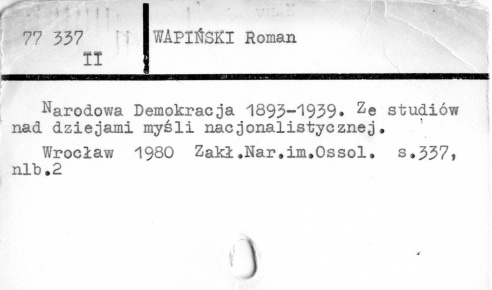 77 337
II
WAPIŃSKI Roman
Narodowa Demokracja 1893-1939. Ze studiów
nad dziejami myśli nacjonalistycznej.
Wrocław 1980 Zakł.Nar.im.Ossol. s.337,
nlb.2